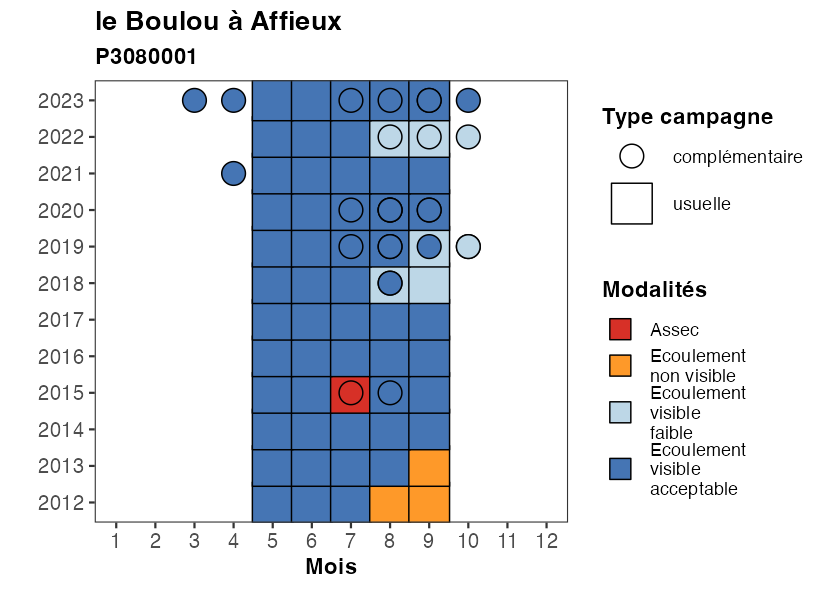 le Boulou à Affieux
P3080001
2023
2022
2021
2020
2019
2018
2017
2016
2015
2014
2013
2012
1 2 3 4 5 6 7 8 9 10 11 12
Mois
Type campagne
complémentaire
usuelle
Modalités
Assec
Ecoulement
non visible
Ecoulement
visible
faible
Ecoulement
visible
acceptable